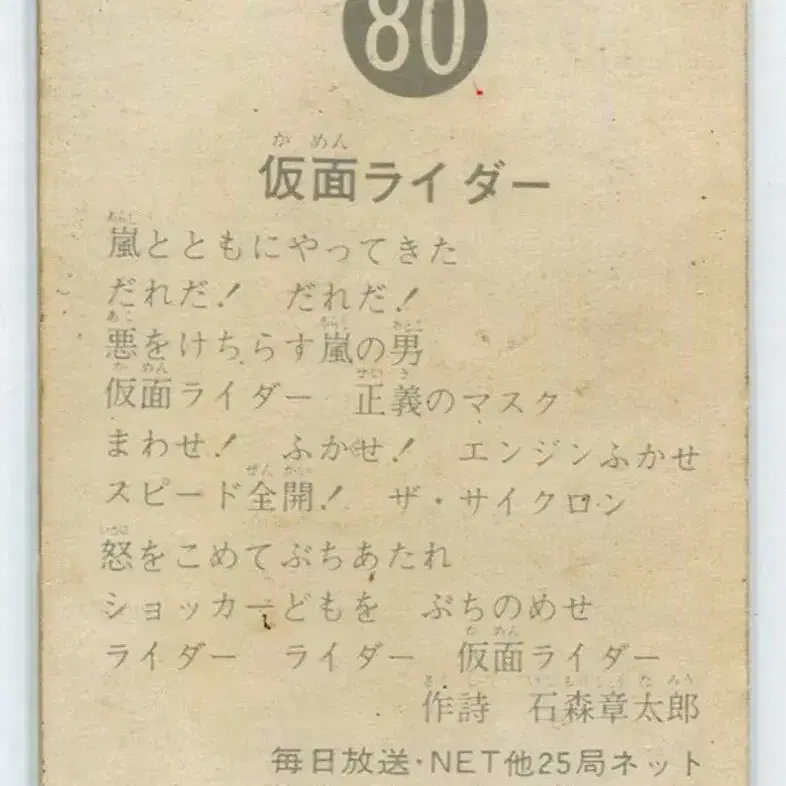 80
仮面ライダー
嵐とともにやってきた
だれだ! だれだ!
悪をけちらす嵐の男
仮面ライダー 正義のマスク
まわせ! ふかせ! エンジンふかせ
スピード全開! ザ・サイクロン
怒をこめてぶちあたれ
ショッカーどもを ぶちのめせ
ライダー ライダー 仮面ライダー
作詩 石森章太郎
毎日放送・NET他25局ネット